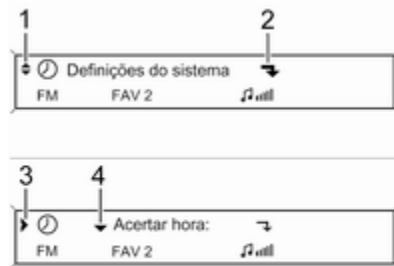 1 2
Definições do sistema
FM FAV 2
3 4
Acertar hora:
FM FAV 2